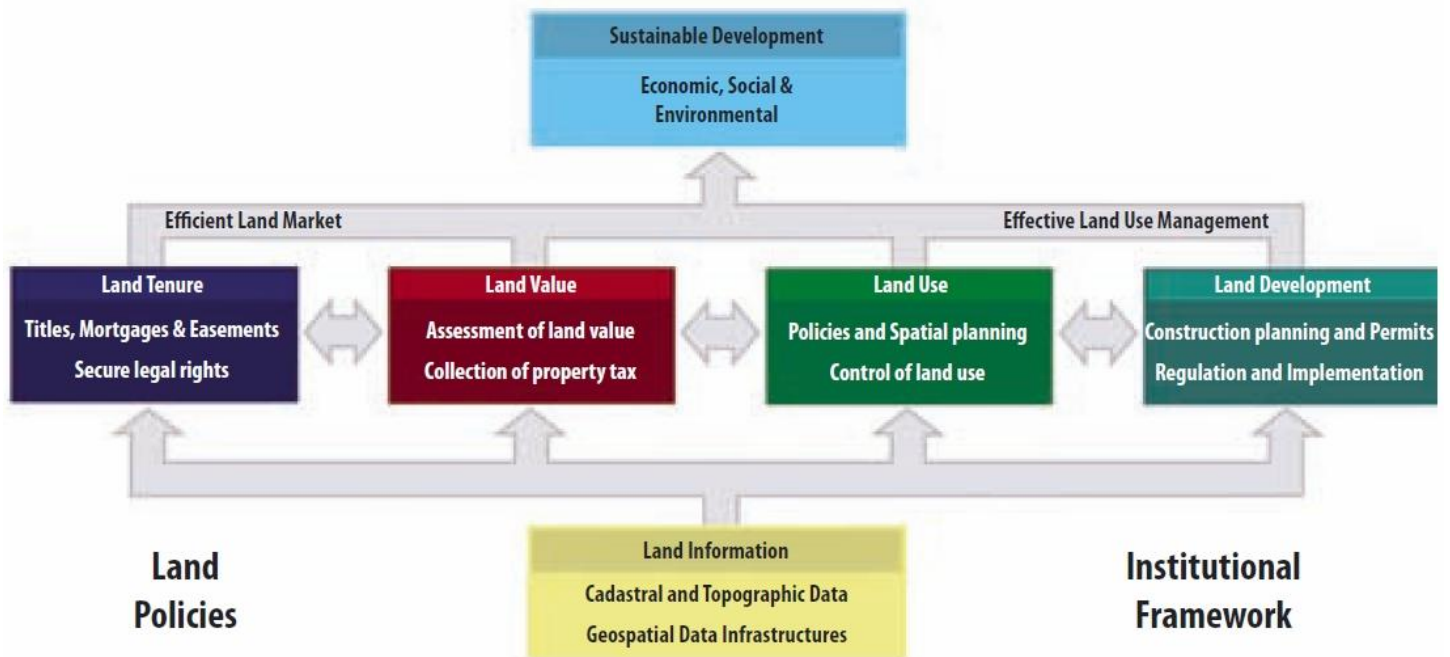 Sustainable Development
Economic, Social &
Environmental
Efficient Land Market
Effective Land Use Management
Land Tenure
Titles, Mortgages & Easements
Secure legal rights
Land Value
Assessment of land value
Collection of property tax
Land Use
Policies and Spatial planning
Control of land use
Land Development
Construction planning and Permits
Regulation and Implementation
Land
Policies
Land Information
Cadastral and Topographic Data
Geospatial Data Infrastructures
Institutional
Framework